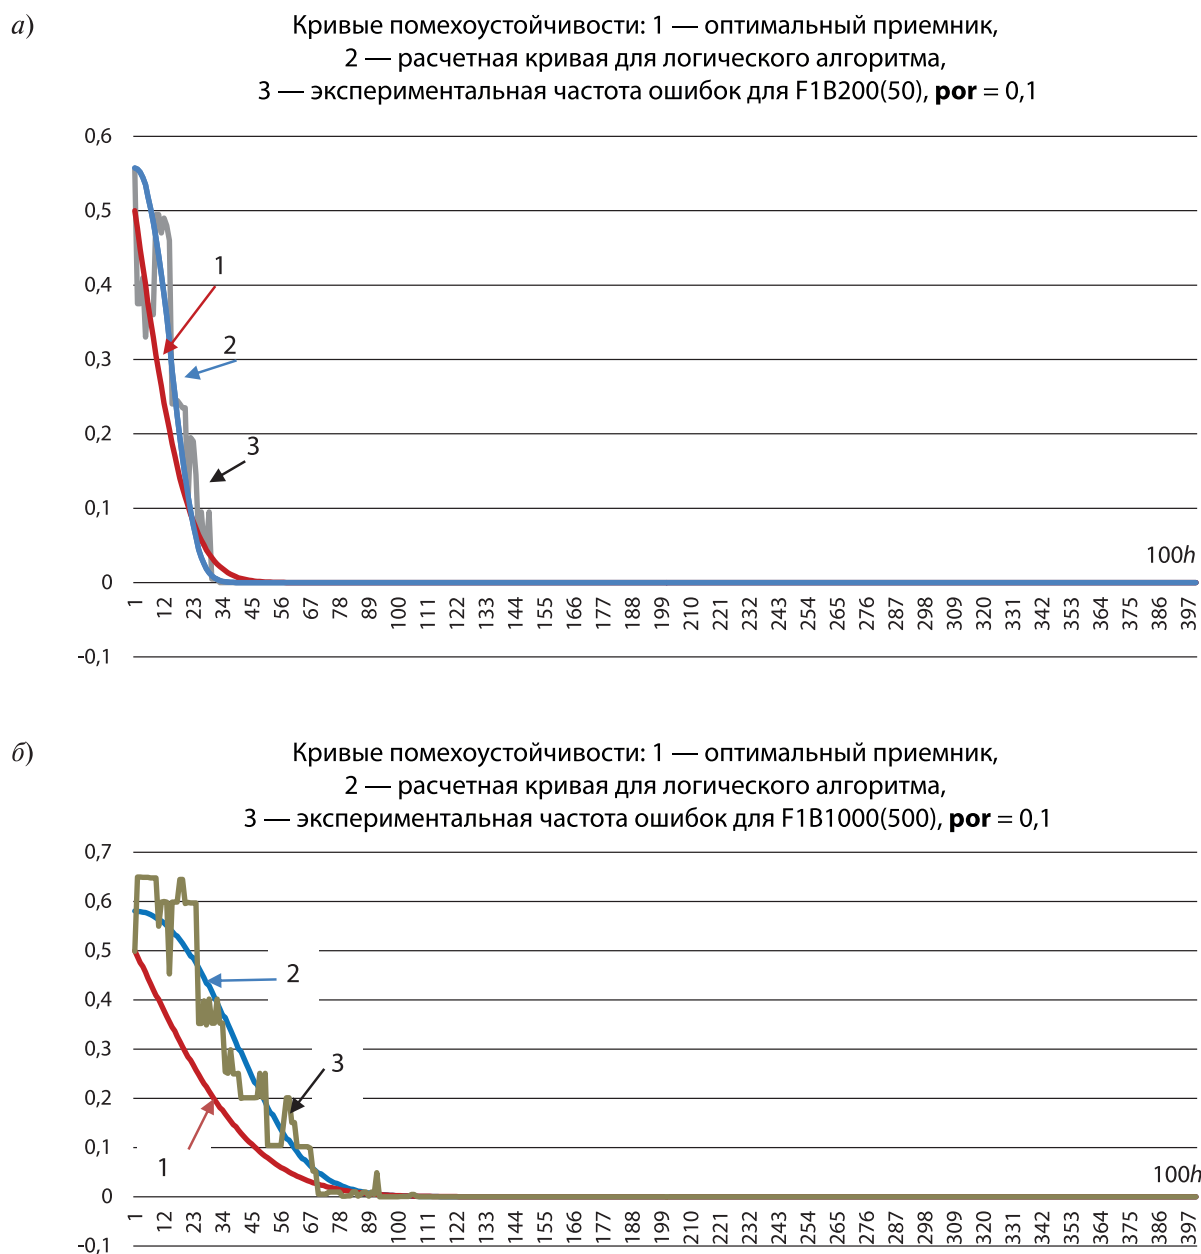 а)
Кривые помехоустойчивости: 1 — оптимальный приемник,
2 — расчетная кривая для логического алгоритма,
3 — экспериментальная частота ошибок для F1B200(50), por = 0,1
0,6
0,5
0,4
0,3
0,2
0,1
0
-0,1
1
2
3
100h
1 12 23 34 45 56 67 78 89 100 111 122 133 144 155 166 177 188 199 210 221 232 243 254 265 276 287 298 309 320 331 342 353 364 375 386 397
б)
Кривые помехоустойчивости: 1 — оптимальный приемник,
2 — расчетная кривая для логического алгоритма,
3 — экспериментальная частота ошибок для F1B1000(500), por = 0,1
0,7
0,6
0,5
0,4
0,3
0,2
0,1
0
-0,1
2
3
1
100h
1 12 23 34 45 56 67 78 89 100 111 122 133 144 155 166 177 188 199 210 221 232 243 254 265 276 287 298 309 320 331 342 353 364 375 386 397